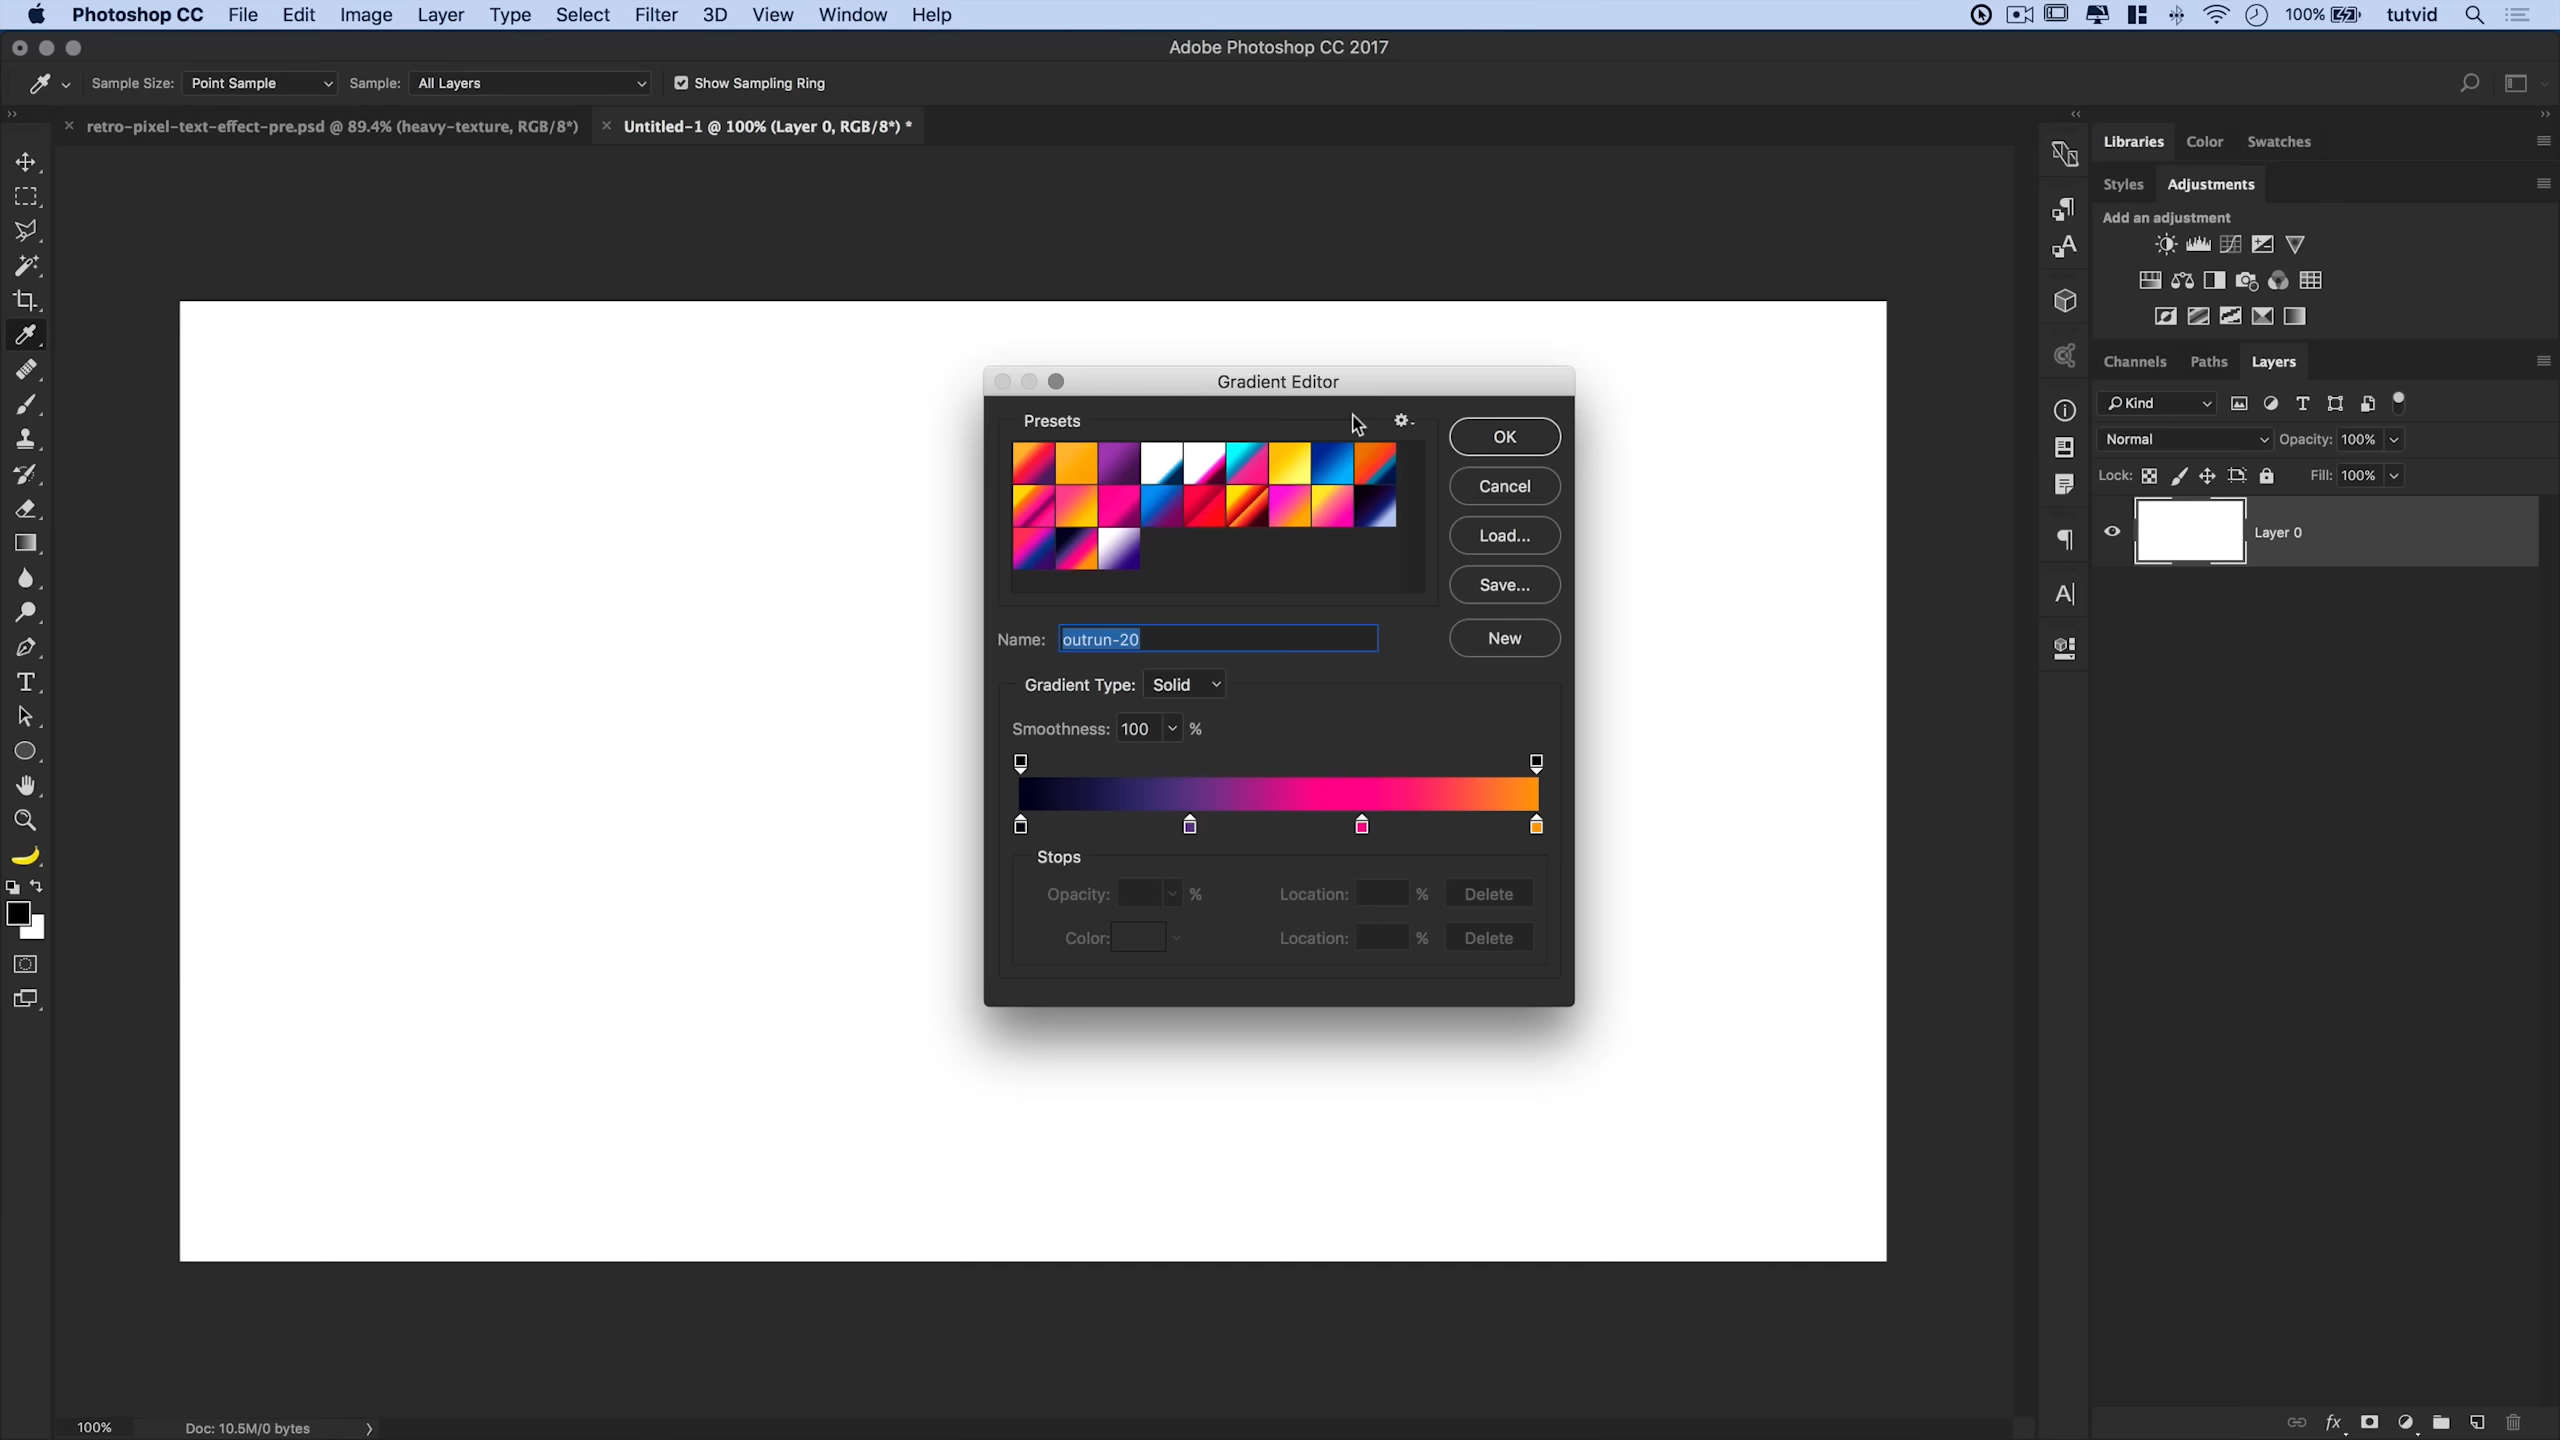 Photoshop CC File Edit Image Layer Type Select Filter 3D View Window Help 100% tutvid
Adobe Photoshop CC 2017
Sample Size: Point Sample Sample: All Layers Show Sampling Ring
retro-pixel-text-effect-pre.psd @ 89.4% (heavy-texture, RGB/8*) Untitled-1 @ 100% (Layer 0, RGB/8*) *
Libraries Color Swatches
Styles Adjustments
Add an adjustment
Channels Paths Layers
Kind
Normal Opacity: 100%
Lock: Fill: 100%
Layer 0
Gradient Editor
Presets
OK
Cancel
Load...
Save...
Name: outrun-20
New
Gradient Type: Solid
Smoothness: 100 %
Stops
Opacity: % Location: % Delete
Color: Location: % Delete
100% Doc: 10.5M/0 bytes
fx